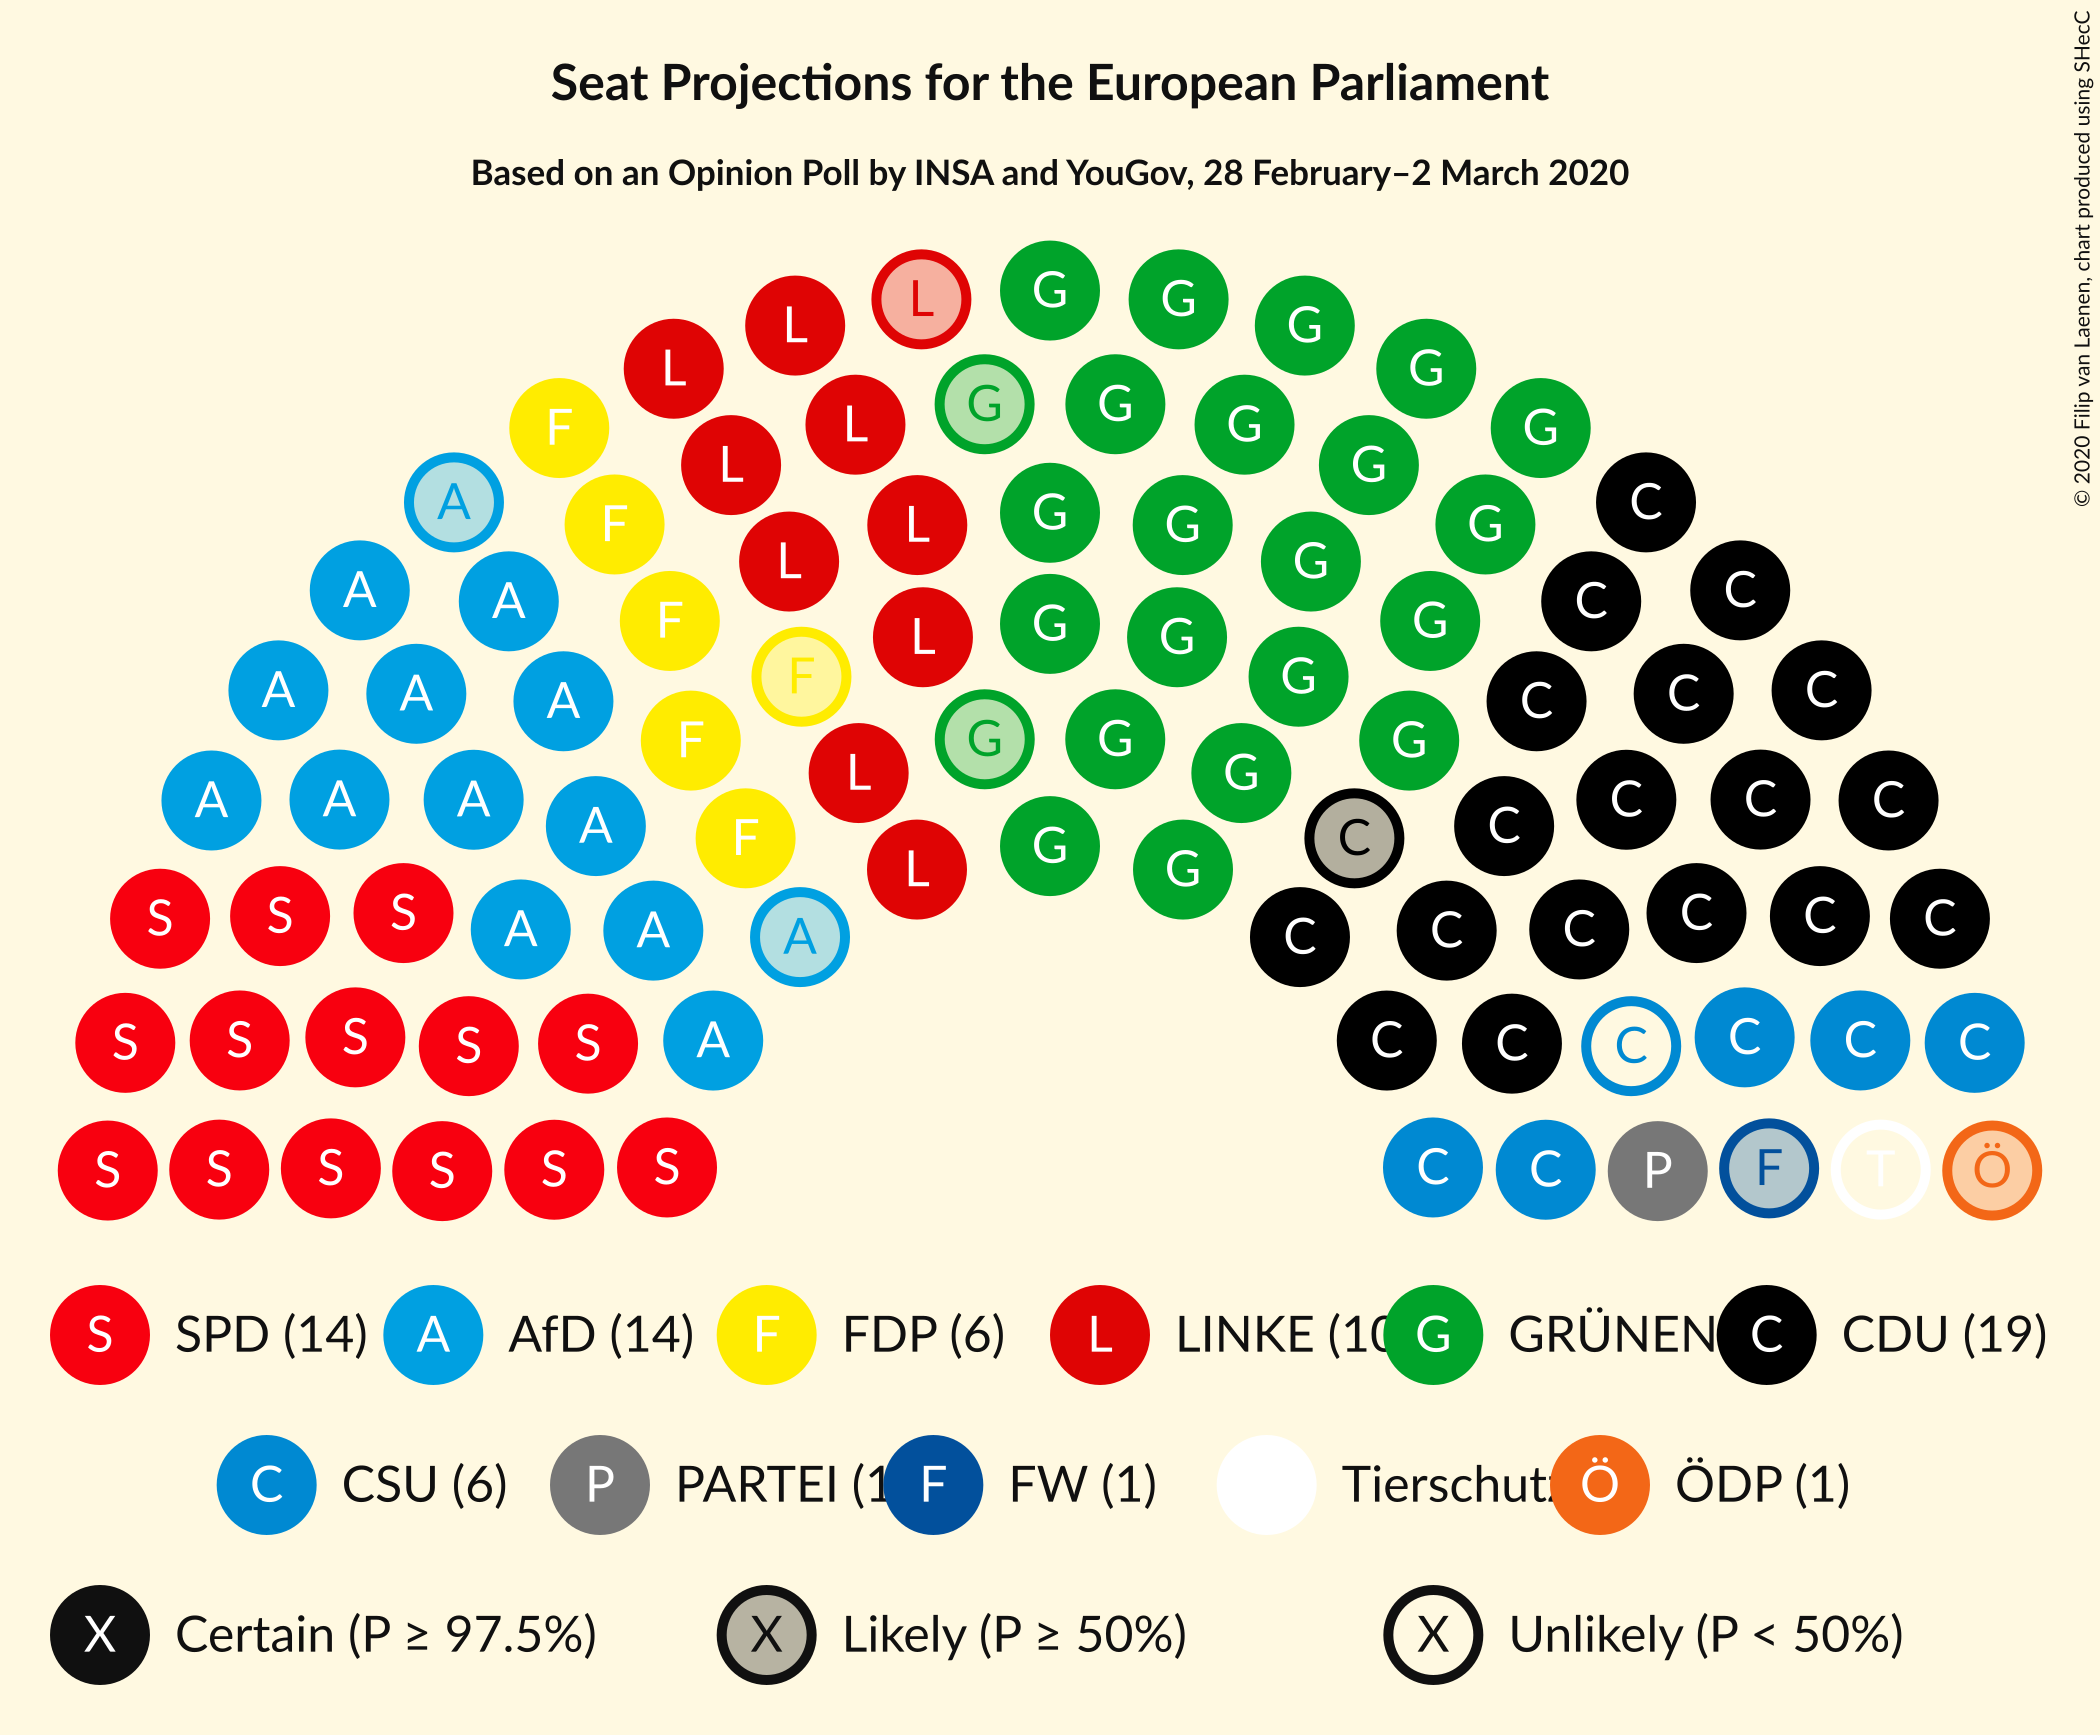 Seat Projections for the European Parliament
Based on an Opinion Poll by INSA and YouGov, 28 February–2 March 2020
© 2020 Filip van Laenen, chart produced using SHecC
L G G
L G
L G
G G
F L G G
L G
A G C
F L G G
L G
A C
A C
F G G
L G
F G
A A A C C C
F G G G
L G
A A A C C C
A F C C
L G G
S S S C C C
A A A C C C
S S S S S A C C C C C C
S S S S S S C C P F T Ö
S SPD (14) A AfD (14) F FDP (6) L LINKE (10 G GRÜNEN C CDU (19)
C CSU (6) P PARTEI (1 F FW (1) Tierschutz Ö ÖDP (1)
X Certain (P ≥ 97.5%) X Likely (P ≥ 50%) X Unlikely (P < 50%)